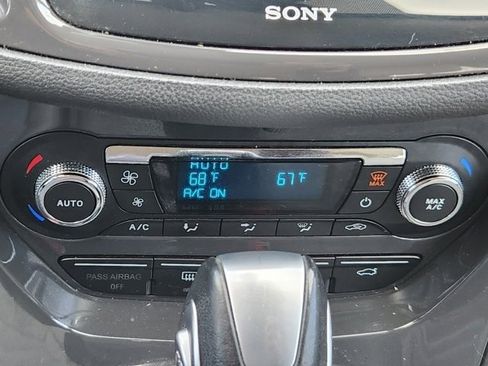 SONY
AUTO
68°F 67°F
A/C ON
AUTO
MAX
MAX
A/C
A/C
PASS AIRBAG
OFF